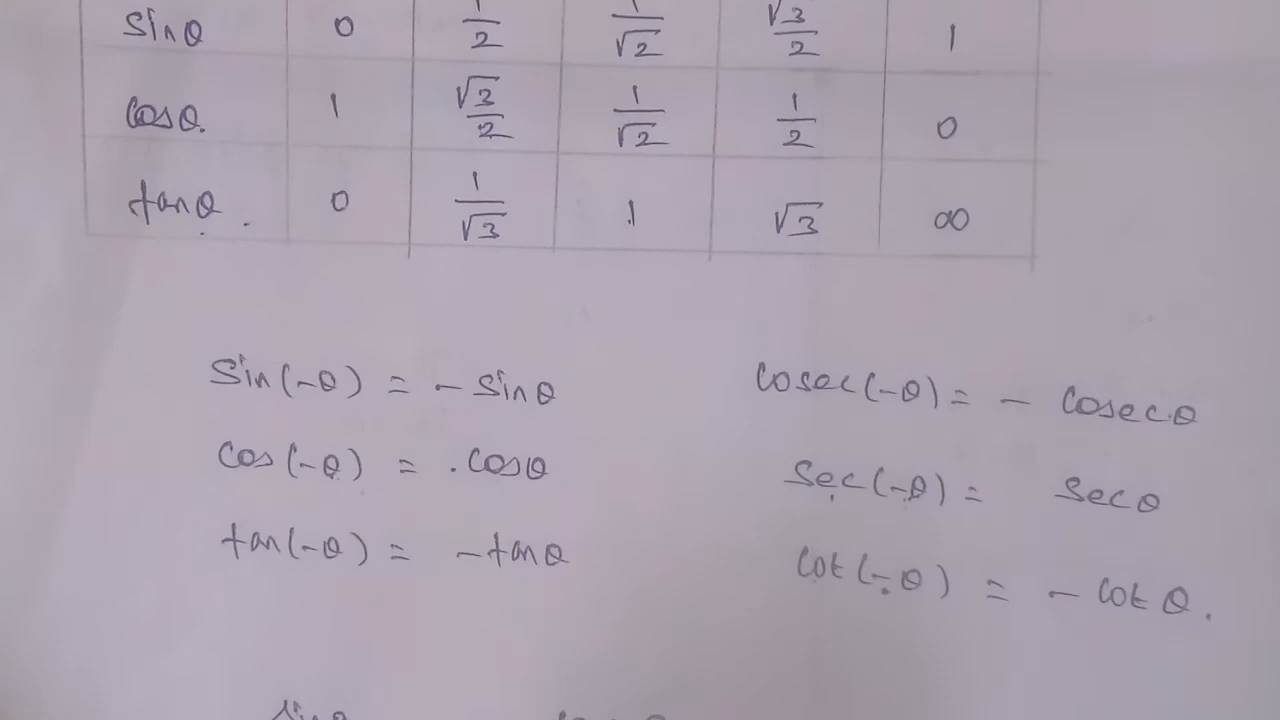 sinθ 0 1/2 1/√2 √3/2 1
cosθ. 1 √3/2 1/√2 1/2 0
tanθ. 0 1/√3 1 √3 ∞
sin(-θ) = - sinθ cosec(-θ) = - cosecθ
cos(-θ) = .cosθ sec(-θ) = secθ
tan(-θ) = -tanθ cot(-θ) = - cotθ.
sinθ